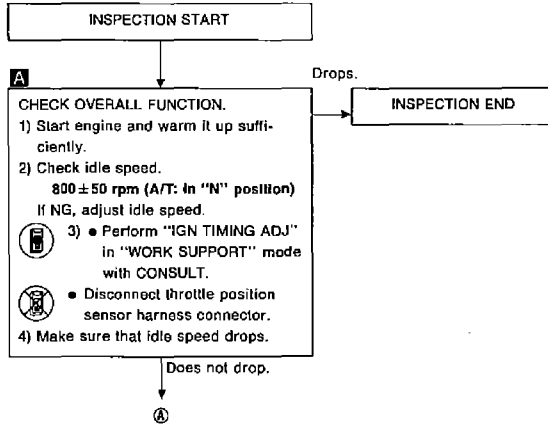 INSPECTION START
A
Drops.
CHECK OVERALL FUNCTION.
INSPECTION END
1) Start engine and warm it up suffi-
ciently.
2) Check idle speed.
800±50 rpm (A/T: in "N" position)
If NG, adjust idle speed.
3) ● Perform "IGN TIMING ADJ"
in "WORK SUPPORT" mode
with CONSULT.
● Disconnect throttle position
sensor harness connector.
4) Make sure that idle speed drops.
Does not drop.
Ⓐ